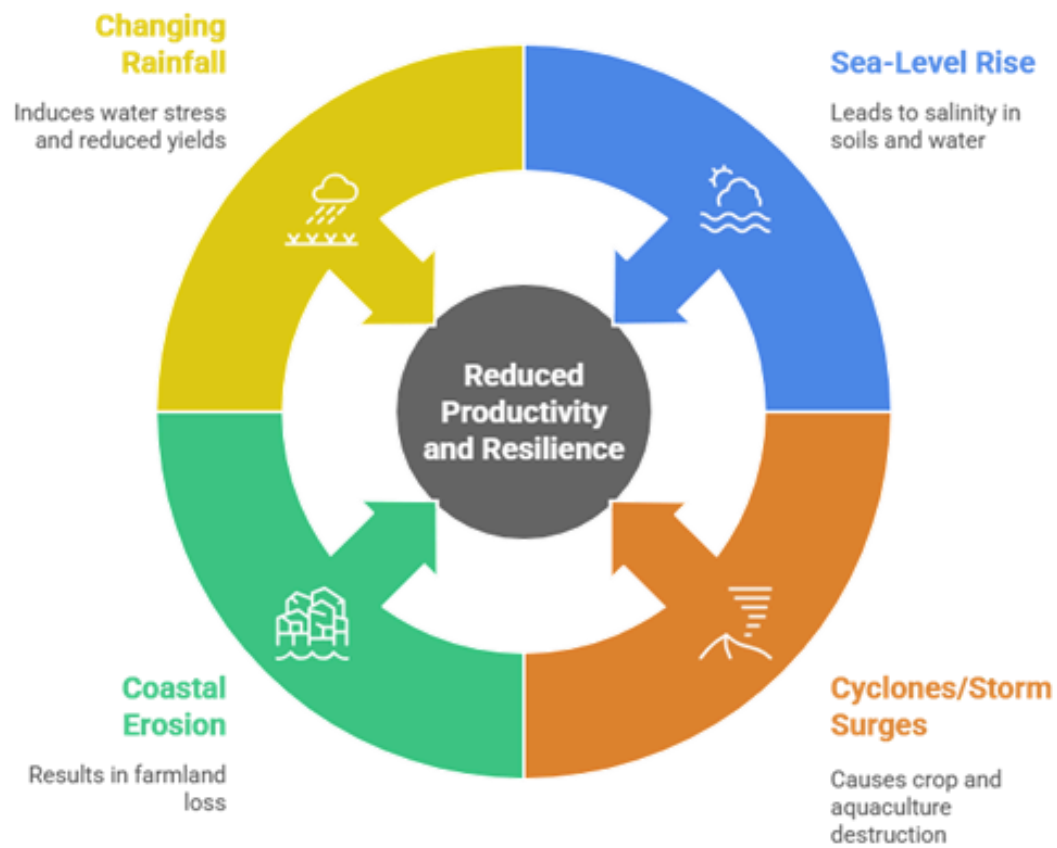 Changing
Rainfall
Induces water stress
and reduced yields
Sea-Level Rise
Leads to salinity in
soils and water
Reduced
Productivity
and Resilience
Coastal
Erosion
Results in farmland
loss
Cyclones/Storm
Surges
Causes crop and
aquaculture
destruction